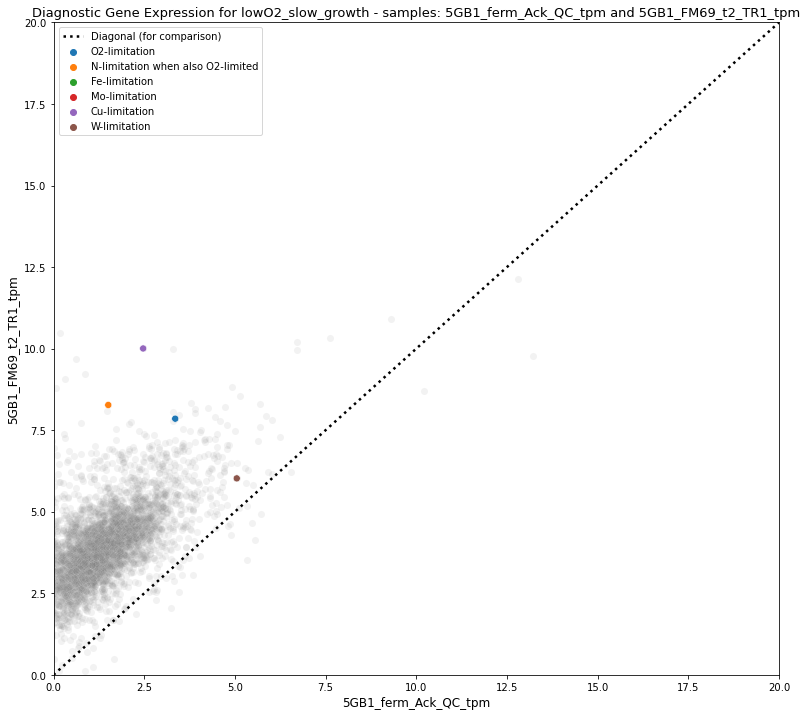 Diagnostic Gene Expression for lowO2_slow_growth - samples: 5GB1_ferm_Ack_QC_tpm and 5GB1_FM69_t2_TR1_tpm
Diagonal (for comparison)
O2-limitation
N-limitation when also O2-limited
Fe-limitation
Mo-limitation
Cu-limitation
W-limitation
20.0
17.5
15.0
12.5
10.0
7.5
5.0
2.5
0.0
5GB1_FM69_t2_TR1_tpm
0.0 2.5 5.0 7.5 10.0 12.5 15.0 17.5 20.0
5GB1_ferm_Ack_QC_tpm